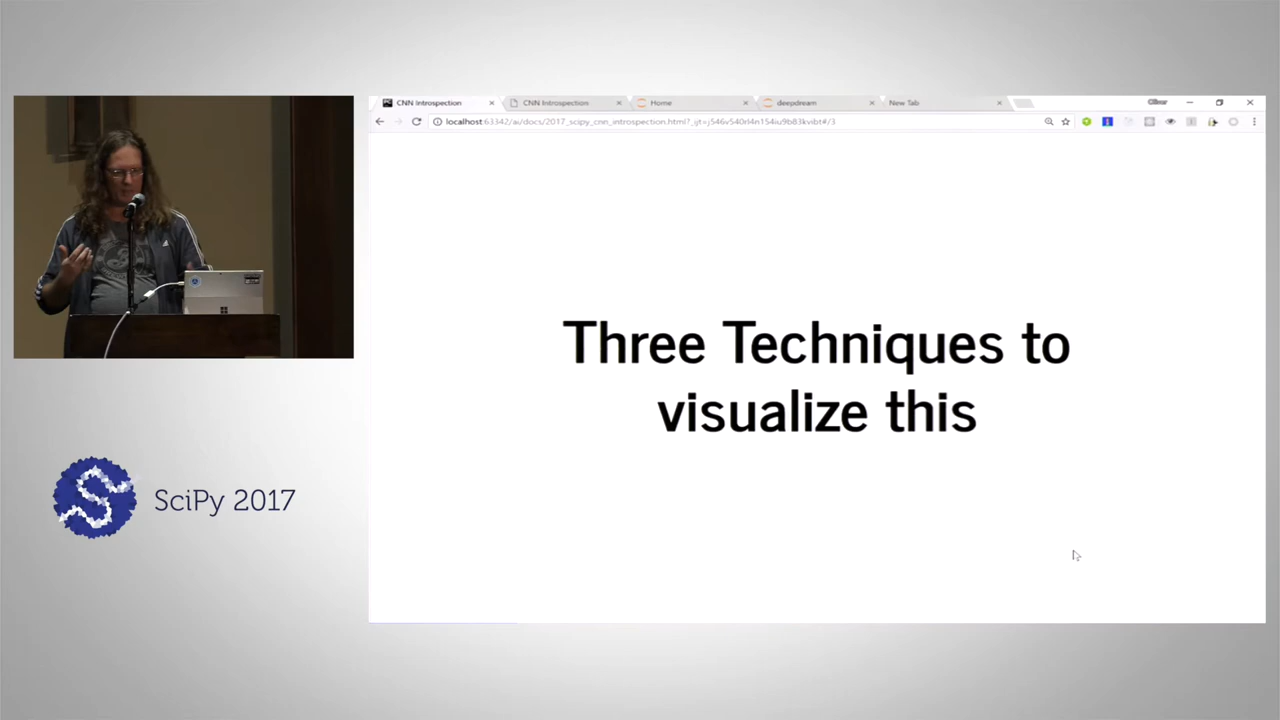 CNN Introspection
CNN Introspection
Home
deepdream
New Tab
Three Techniques to
visualize this
SciPy 2017